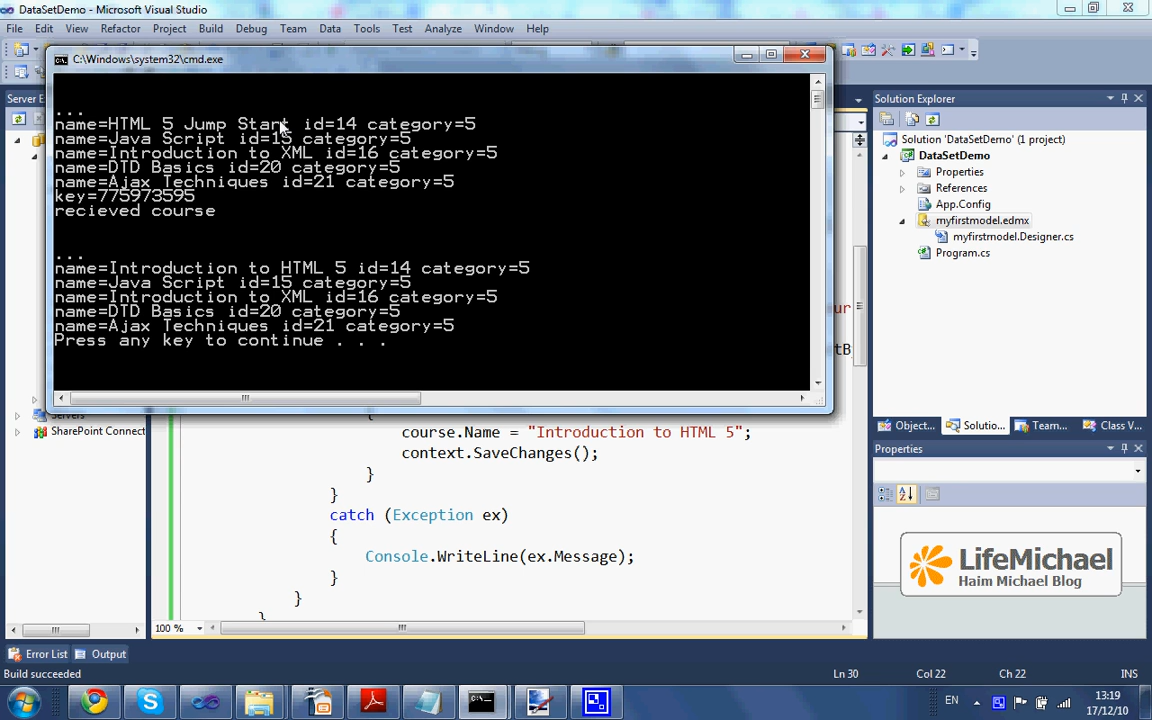 DataSetDemo - Microsoft Visual Studio
File Edit View Refactor Project Build Debug Team Data Tools Test Analyze Window Help
C:\Windows\system32\cmd.exe
...
name=HTML 5 Jump Start id=14 category=5
name=Java Script id=15 category=5
name=Introduction to XML id=16 category=5
name=DTD Basics id=20 category=5
name=Ajax Techniques id=21 category=5
key=775973595
recieved course
...
name=Introduction to HTML 5 id=14 category=5
name=Java Script id=15 category=5
name=Introduction to XML id=16 category=5
name=DTD Basics id=20 category=5
name=Ajax Techniques id=21 category=5
Press any key to continue . . .
Server E
Servers
SharePoint Connect
{
course.Name = "Introduction to HTML 5";
context.SaveChanges();
}
}
catch (Exception ex)
{
Console.WriteLine(ex.Message);
}
}
}
100 %
Solution Explorer
Solution 'DataSetDemo' (1 project)
DataSetDemo
Properties
References
App.Config
myfirstmodel.edmx
myfirstmodel.Designer.cs
Program.cs
Object... Solutio... Team... Class V...
Properties
LifeMichael
Haim Michael Blog
Error List Output
Build succeeded Ln 30 Col 22 Ch 22 INS
EN 13:19
17/12/10